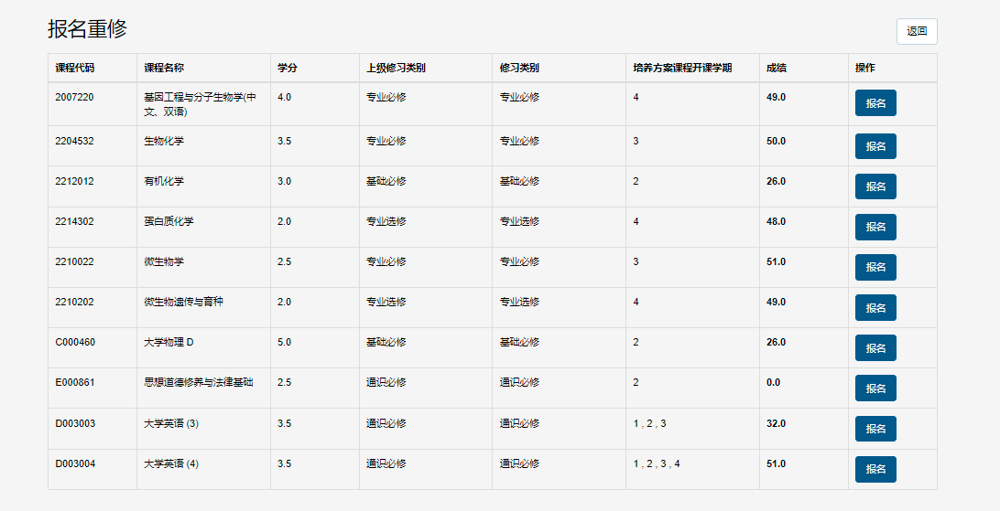 报名重修
返回
课程代码 课程名称 学分 上级修习类别 修习类别 培养方案课程开课学期 成绩 操作
2007220 基因工程与分子生物学(中 4.0 专业必修 专业必修 4 49.0 报名
文、双语)
2204532 生物化学 3.5 专业必修 专业必修 3 50.0 报名
2212012 有机化学 3.0 基础必修 基础必修 2 26.0 报名
2214302 蛋白质化学 2.0 专业选修 专业选修 4 48.0 报名
2210022 微生物学 2.5 专业必修 专业必修 3 51.0 报名
2210202 微生物遗传与育种 2.0 专业选修 专业选修 4 49.0 报名
C000460 大学物理 D 5.0 基础必修 基础必修 2 26.0 报名
E000861 思想道德修养与法律基础 2.5 通识必修 通识必修 2 0.0 报名
D003003 大学英语 (3) 3.5 通识必修 通识必修 1 , 2 , 3 32.0 报名
D003004 大学英语 (4) 3.5 通识必修 通识必修 1 , 2 , 3 , 4 51.0 报名